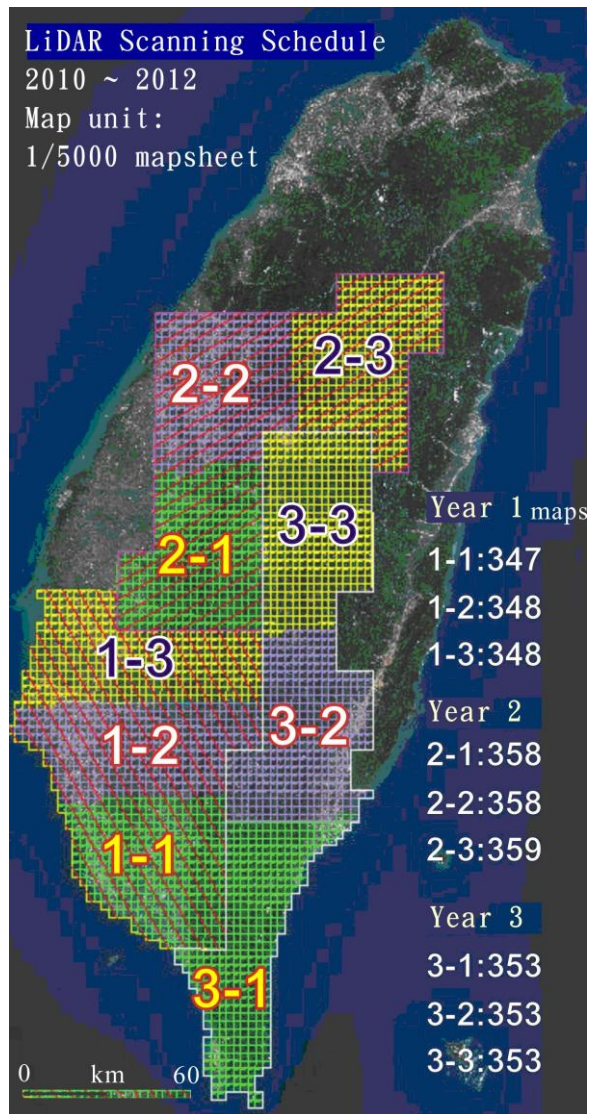 LiDAR Scanning Schedule
2010 ~ 2012
Map unit:
1/5000 mapsheet
2-3
2-2
3-3
2-1
Year 1 maps
1-1:347
1-2:348
1-3:348
1-3
1-2
3-2
Year 2
2-1:358
2-2:358
2-3:359
1-1
Year 3
3-1:353
3-2:353
3-3:353
3-1
0 km 60